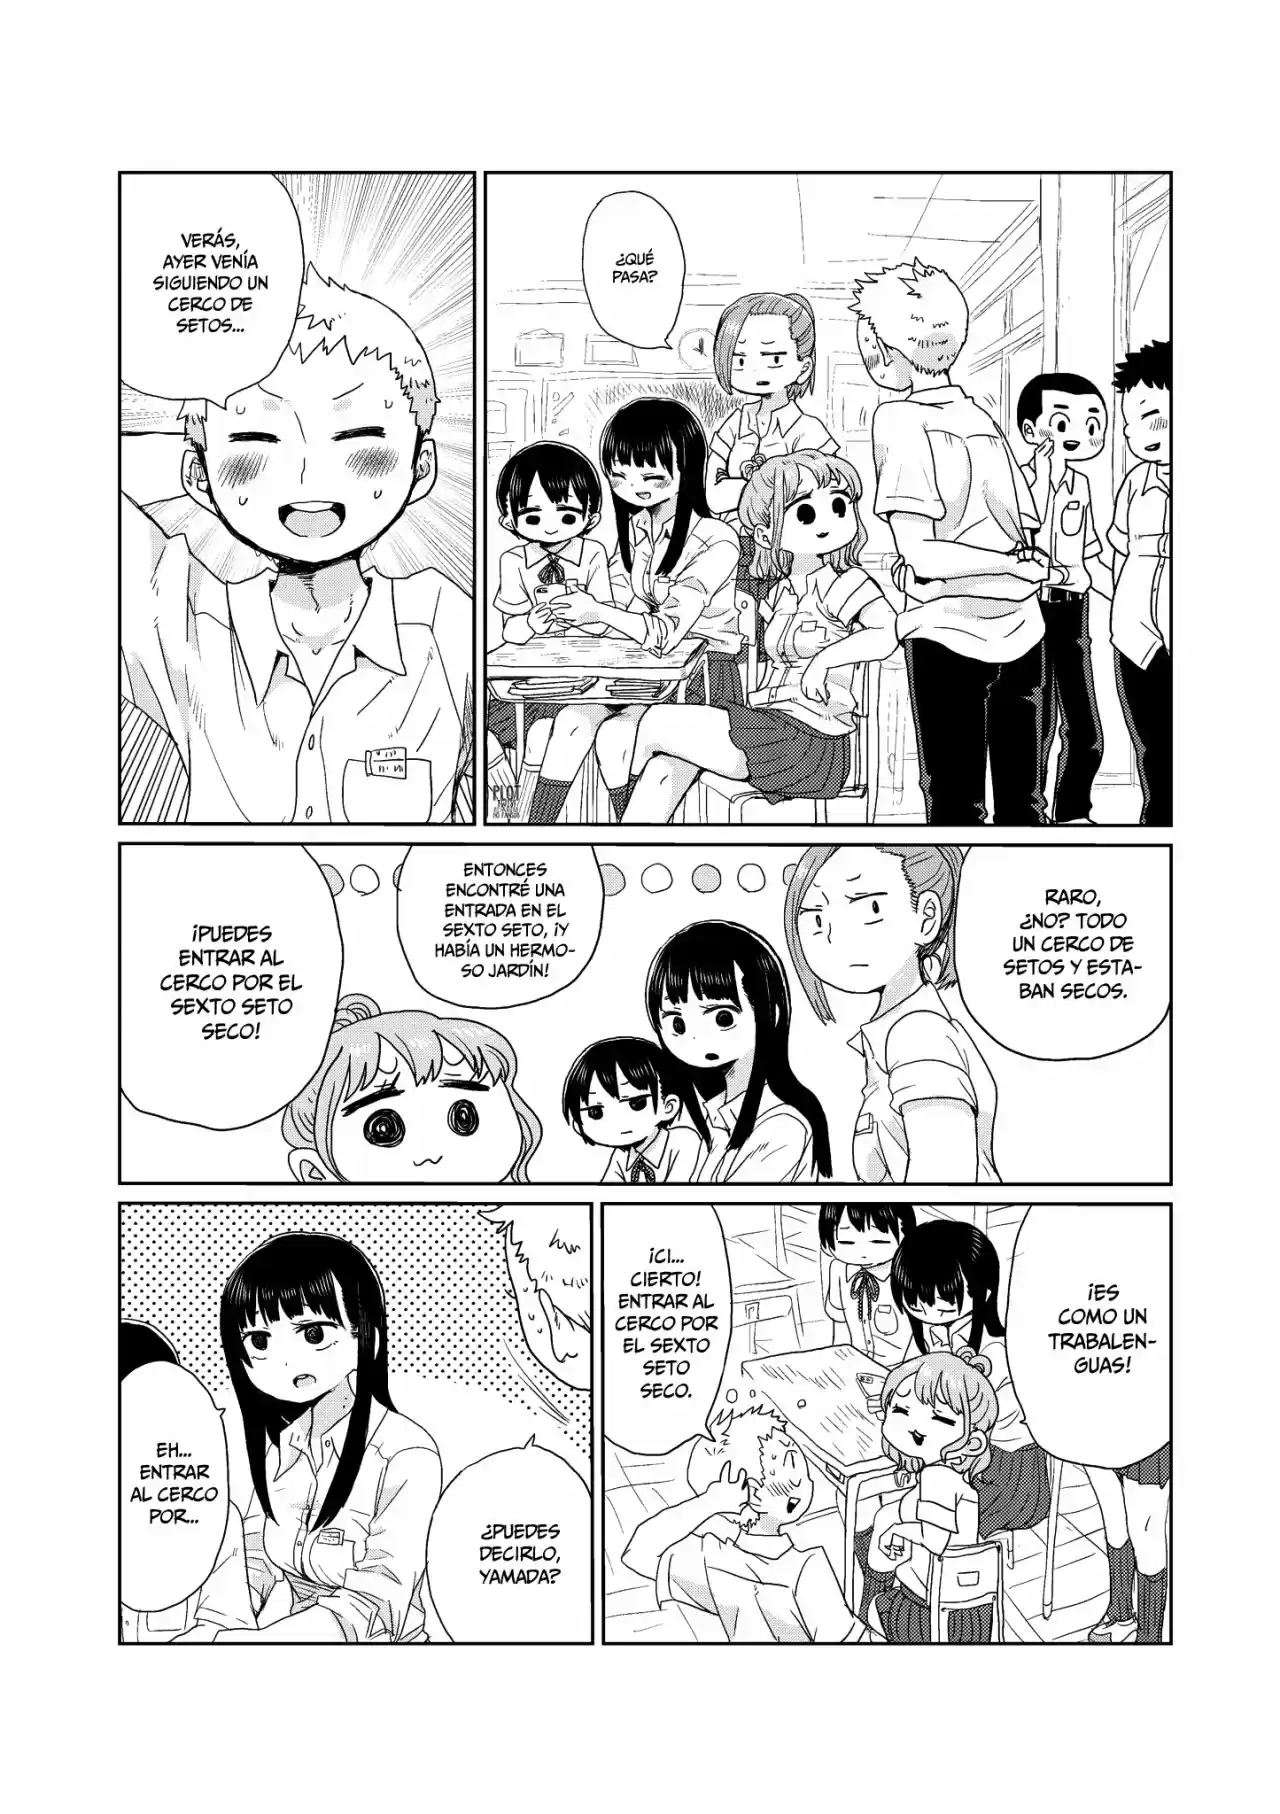 ¿QUÉ
PASA?
VERÁS,
AYER VENÍA
SIGUIENDO UN
CERCO DE
SETOS...
PLOT
NO FANSUB
RARO,
¿NO? TODO
UN CERCO DE
SETOS Y ESTA-
BAN SECOS.
ENTONCES
ENCONTRÉ UNA
ENTRADA EN EL
SEXTO SETO, ¡Y
HABÍA UN HERMO-
SO JARDÍN!
¡PUEDES
ENTRAR AL
CERCO POR EL
SEXTO SETO
SECO!
¡ES
COMO UN
TRABALEN-
GUAS!
¡CI...
CIERTO!
ENTRAR AL
CERCO POR
EL SEXTO
SETO
SECO.
¿PUEDES
DECIRLO,
YAMADA?
EH...
ENTRAR
AL CERCO
POR...